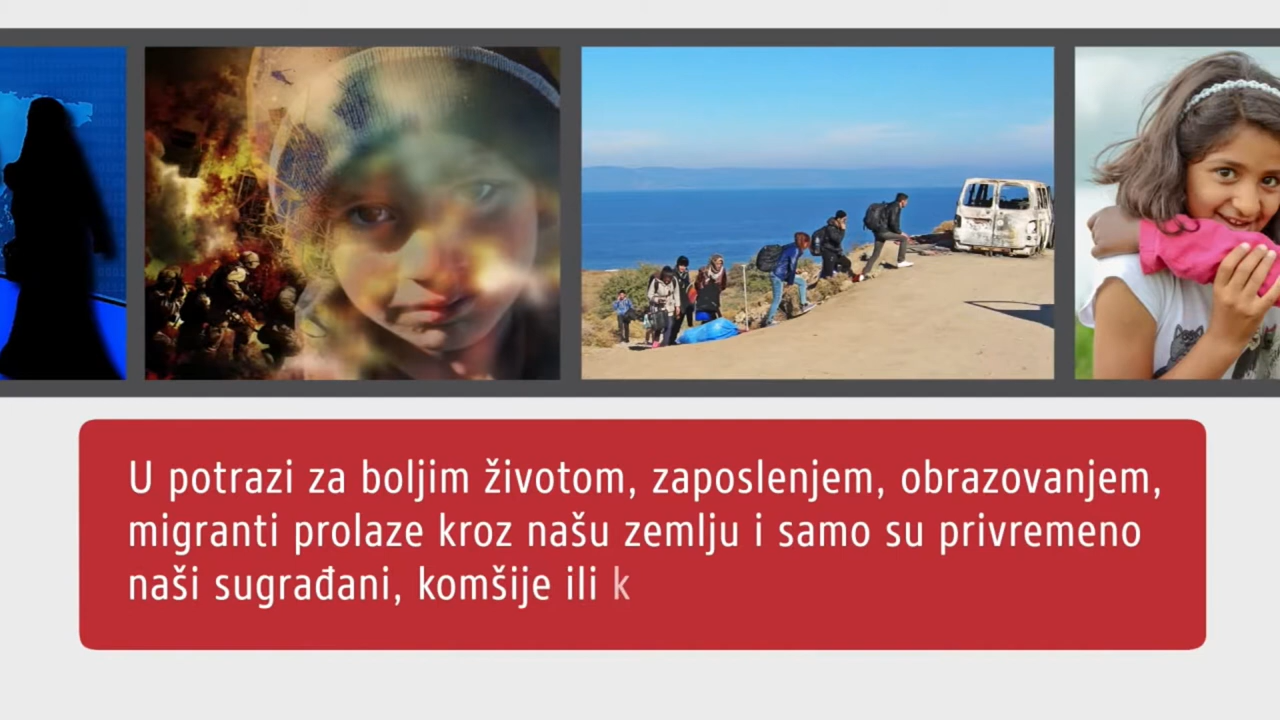 U potrazi za boljim životom, zaposlenjem, obrazovanjem,
migranti prolaze kroz našu zemlju i samo su privremeno
naši sugrađani, komšije ili k